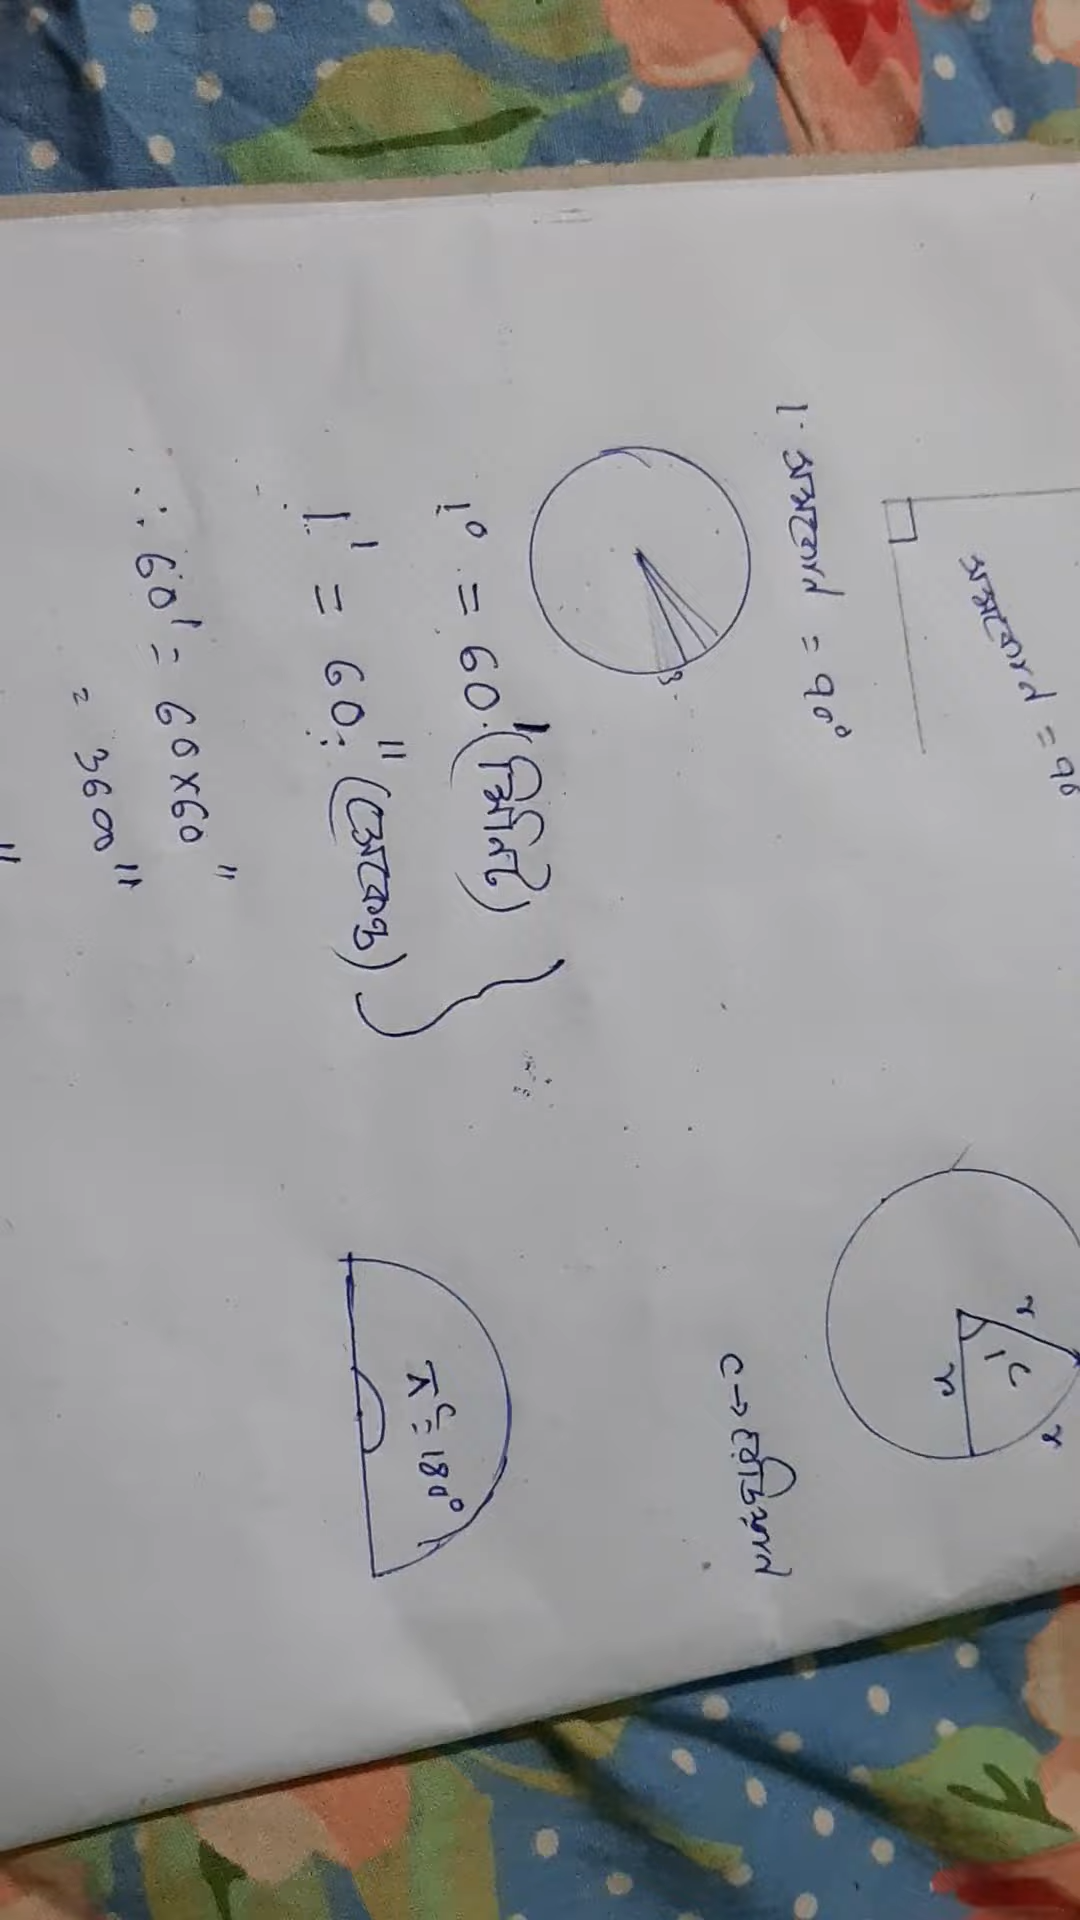 সমকোণ = 90
1 সমকোণ = 90°
1° = 60' (মিনিট)
1' = 60'' (সেকেন্ড)
∴ 60' = 60×60''
= 3600''
''
r
1ᶜ
r
r
C→রেডিয়ান
πᶜ = 180°